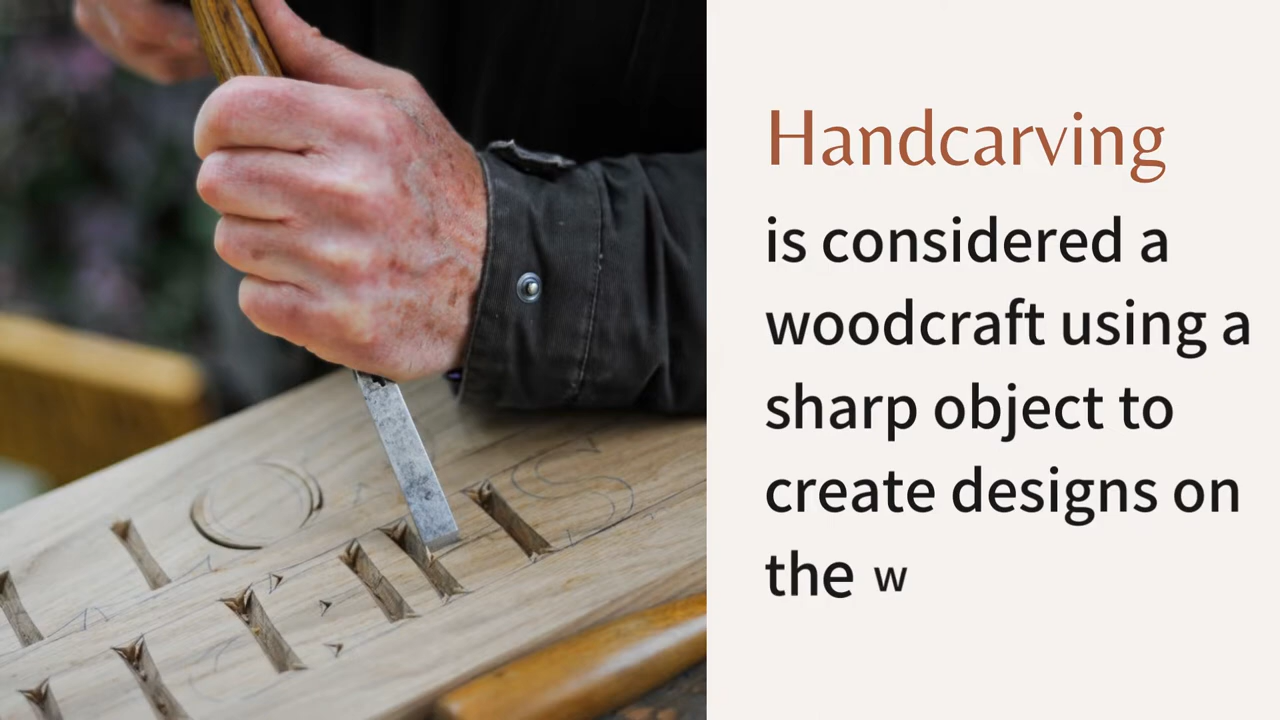 Handcarving
is considered a
woodcraft using a
sharp object to
create designs on
the w